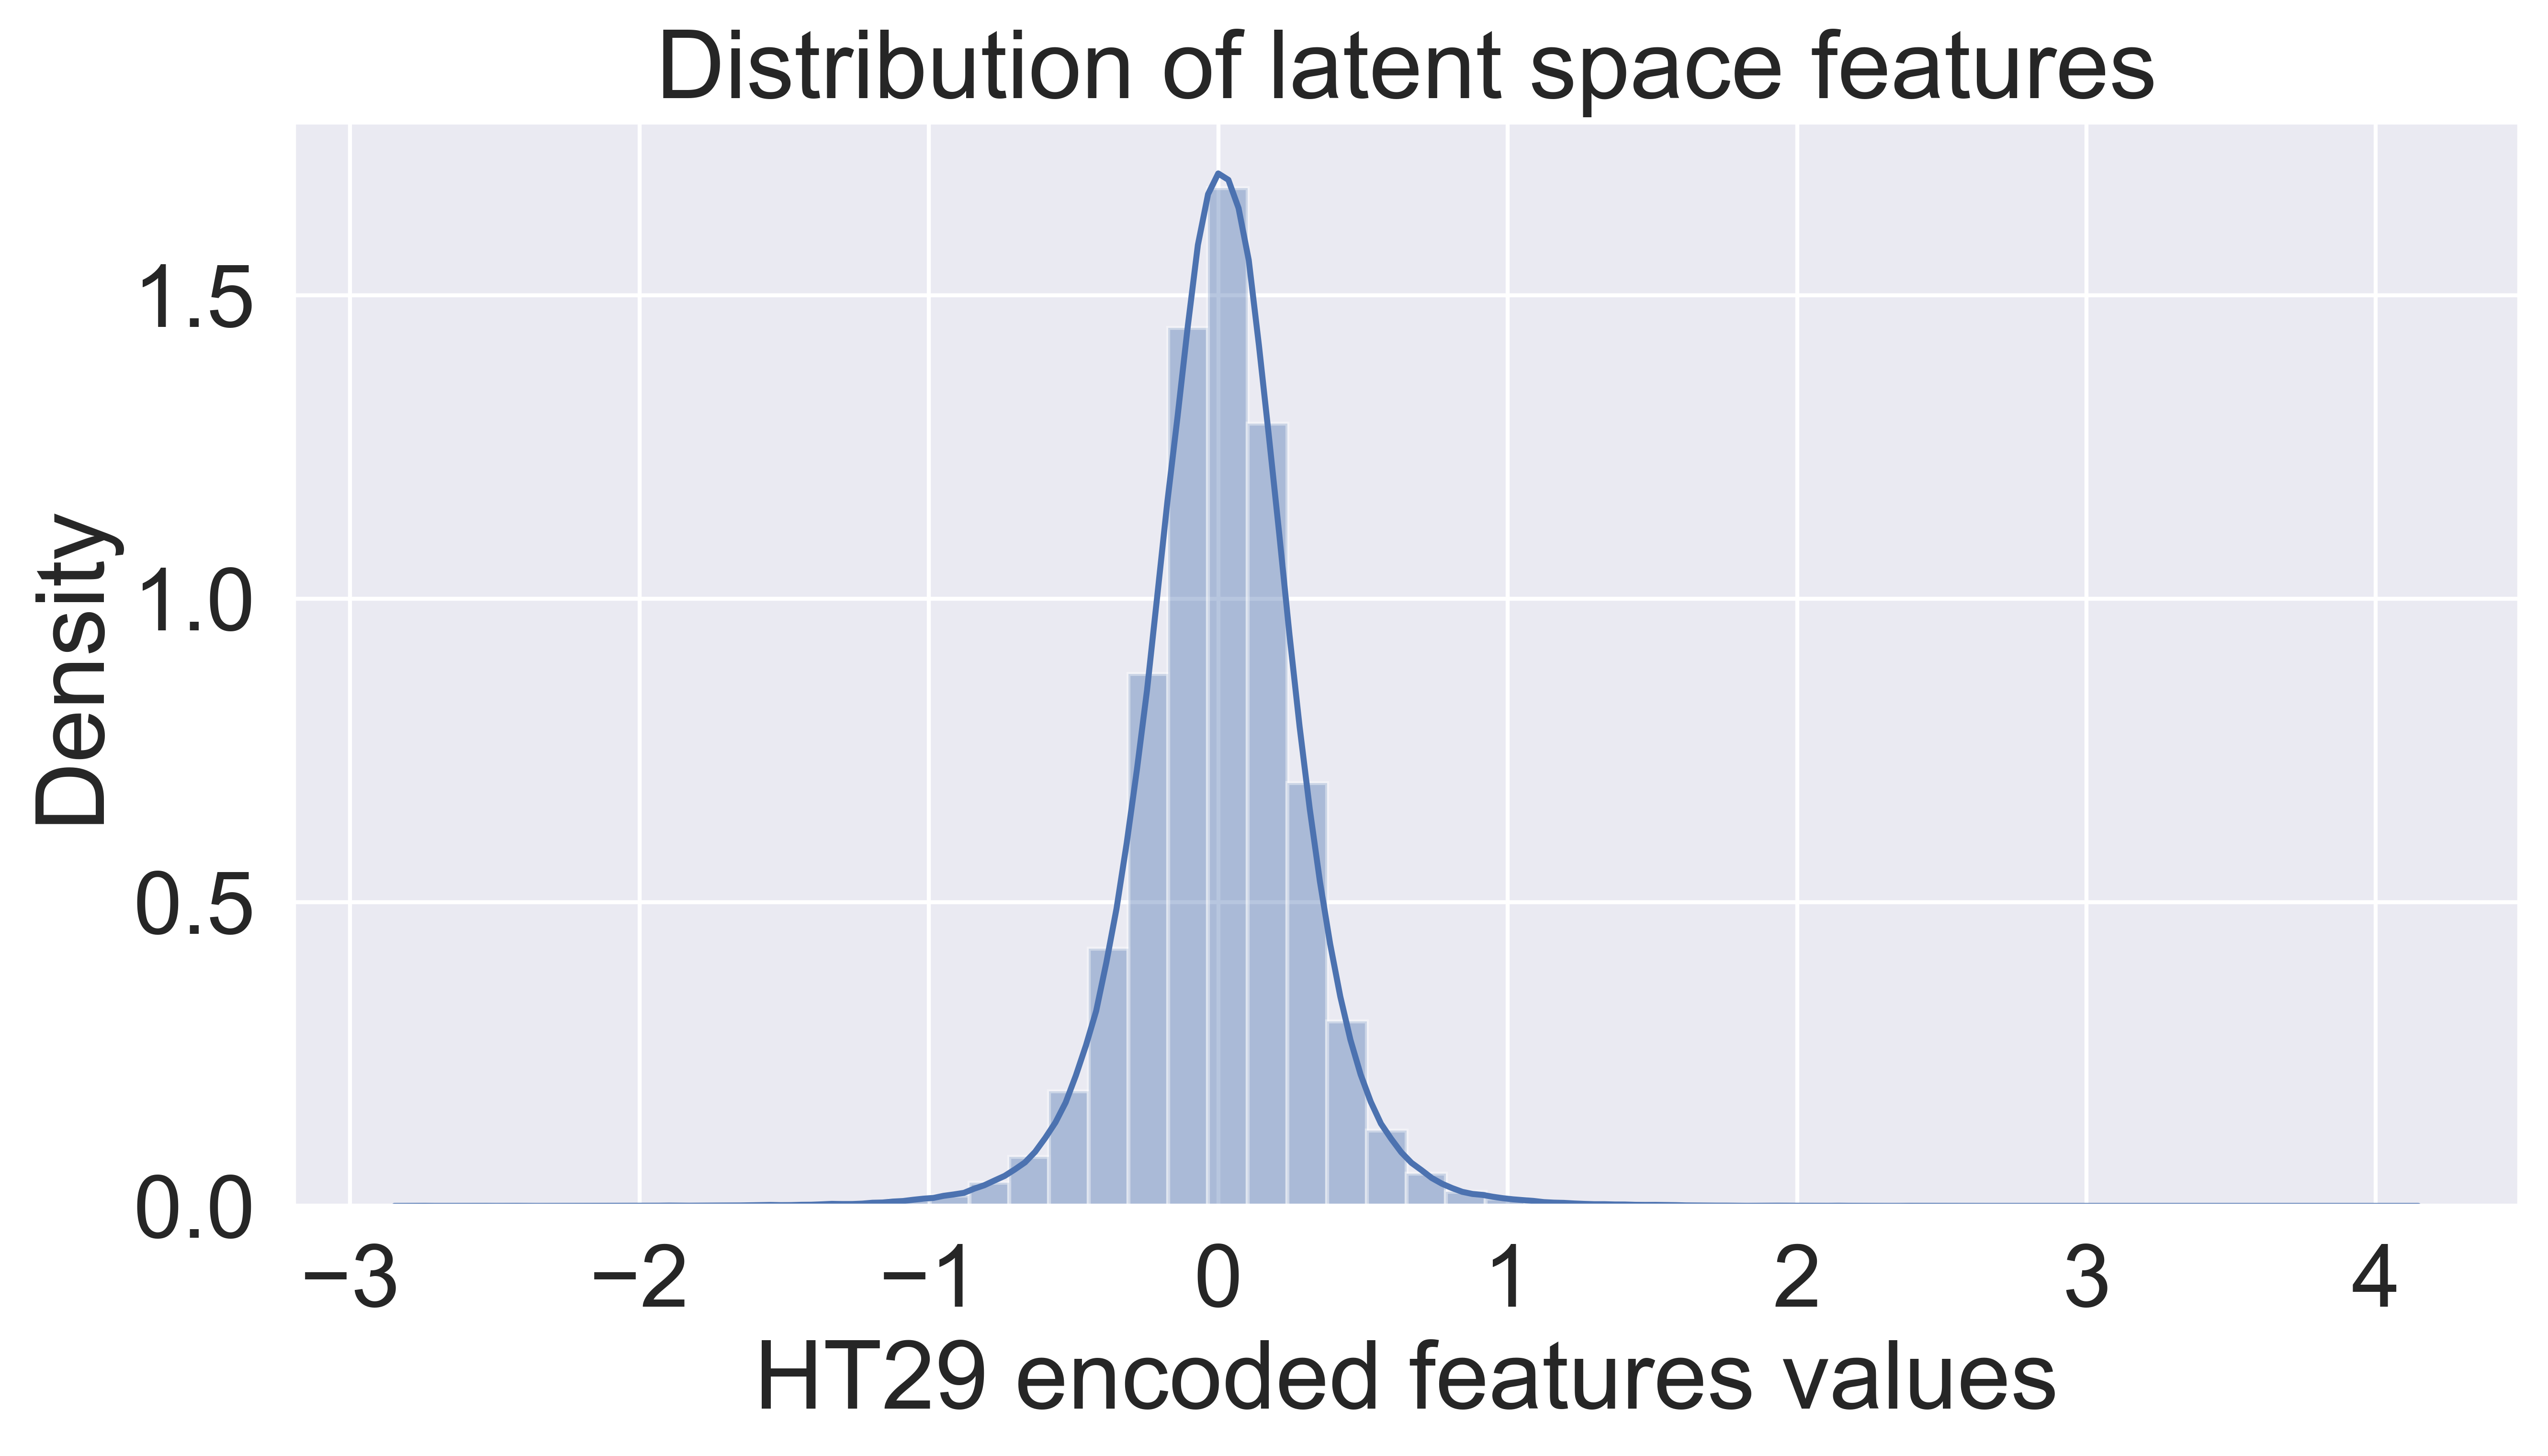 Distribution of latent space features
Density
1.5
1.0
0.5
0.0
−3 −2 −1 0 1 2 3 4
HT29 encoded features values